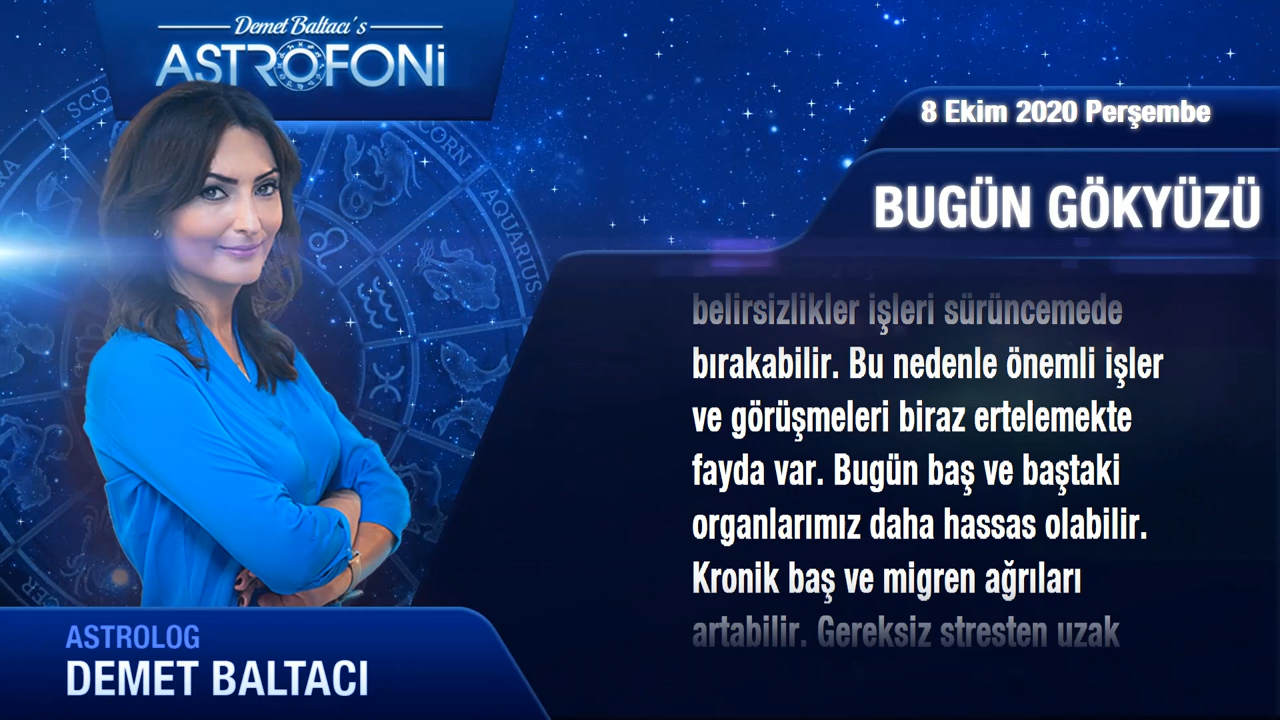 Demet Baltacı's
ASTROFONİ
8 Ekim 2020 Perşembe
BUGÜN GÖKYÜZÜ
belirsizlikler işleri sürüncemede
bırakabilir. Bu nedenle önemli işler
ve görüşmeleri biraz ertelemekte
fayda var. Bugün baş ve baştaki
organlarımız daha hassas olabilir.
Kronik baş ve migren ağrıları
artabilir. Gereksiz stresten uzak
ASTROLOG
DEMET BALTACI
AQUARIUS